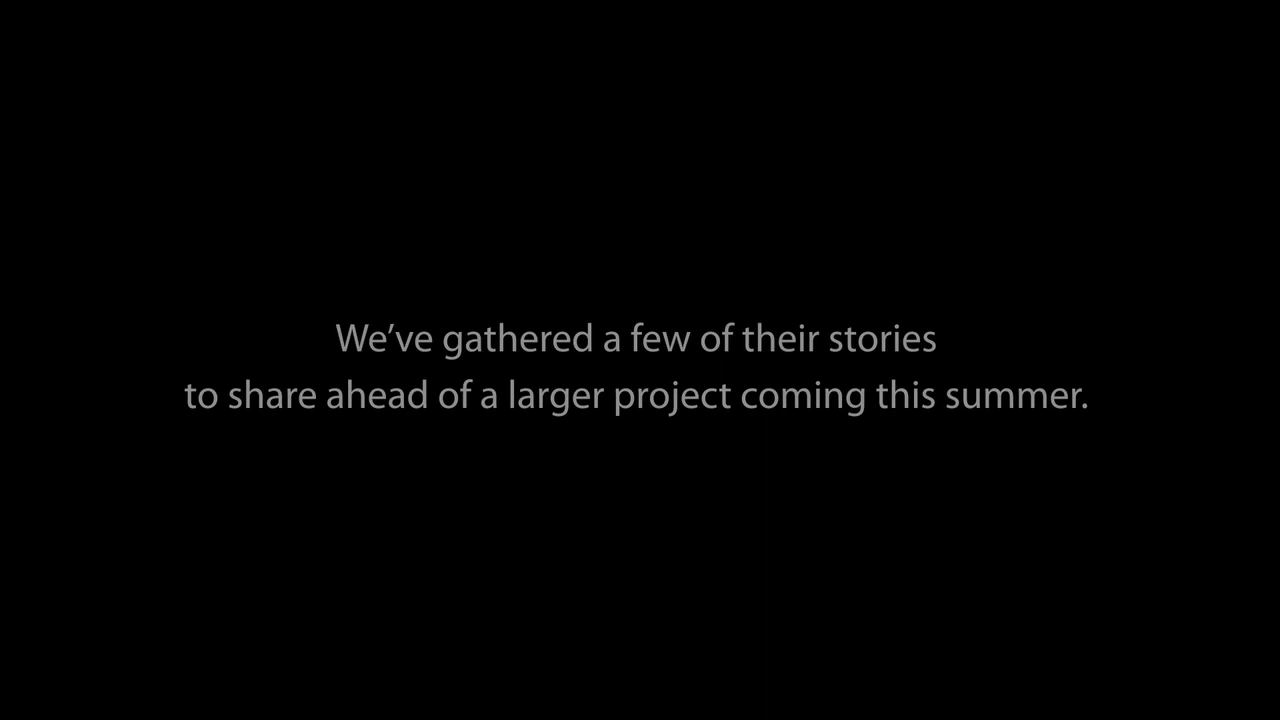 We’ve gathered a few of their stories
to share ahead of a larger project coming this summer.